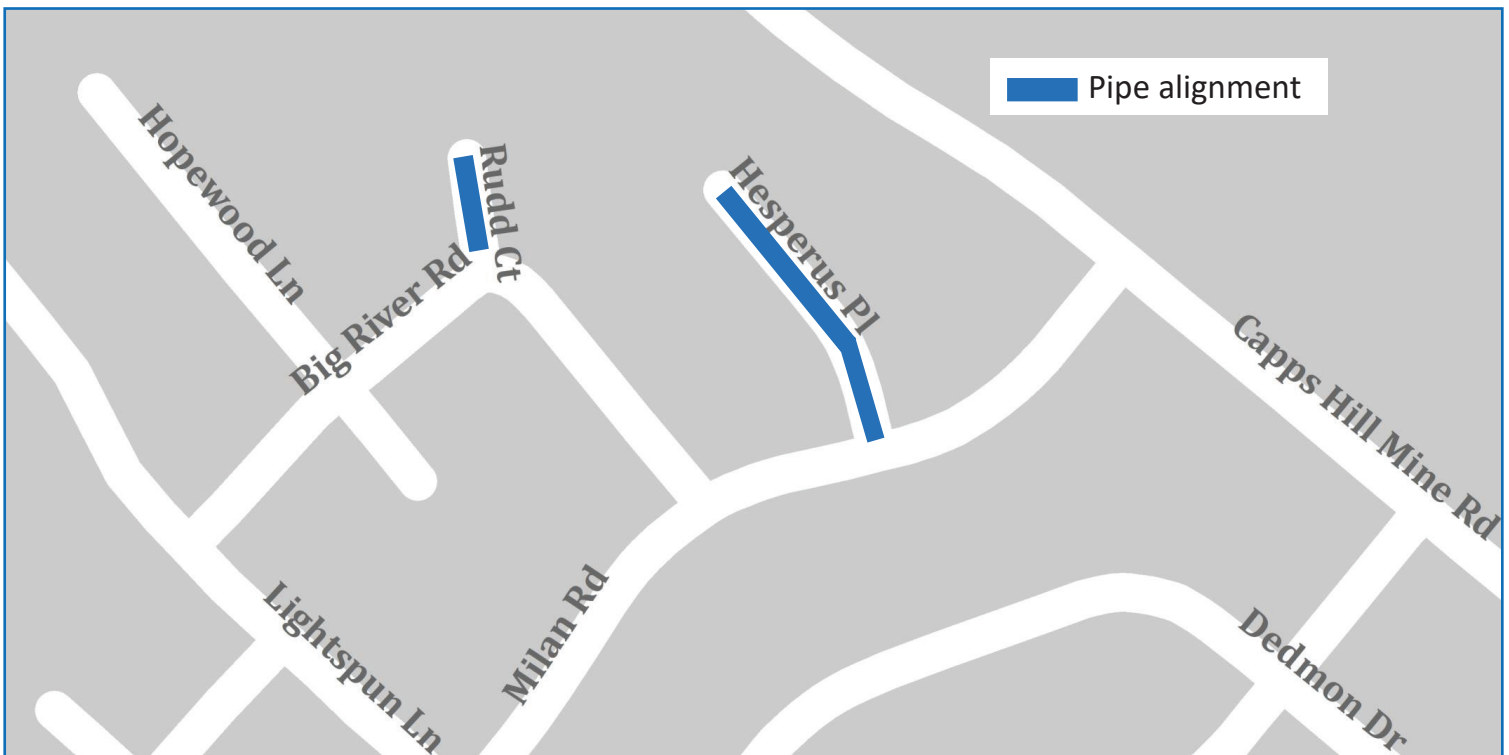 Pipe alignment
Hopewood Ln
Rudd Ct
Hesperus Pl
Big River Rd
Capps Hill Mine Rd
Lightspun Ln
Milan Rd
Dedmon Dr